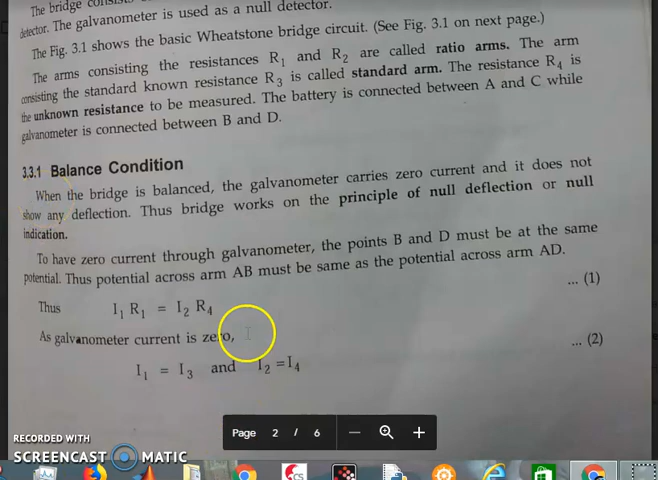 The bridge
detector. The galvanometer is used as a null detector.
The Fig. 3.1 shows the basic Wheatstone bridge circuit. (See Fig. 3.1 on next page.)
The arms consisting the resistances R1 and R2 are called ratio arms. The arm
consisting the standard known resistance R3 is called standard arm. The resistance R4 is
the unknown resistance to be measured. The battery is connected between A and C while
galvanometer is connected between B and D.
3.3.1 Balance Condition
When the bridge is balanced, the galvanometer carries zero current and it does not
show any deflection. Thus bridge works on the principle of null deflection or null
indication.
To have zero current through galvanometer, the points B and D must be at the same
potential. Thus potential across arm AB must be same as the potential across arm AD.
Thus I1 R1 = I2 R4 ... (1)
As galvanometer current is zero,
I1 = I3 and I2 = I4 ... (2)
Page 2 / 6
RECORDED WITH
SCREENCAST MATIC